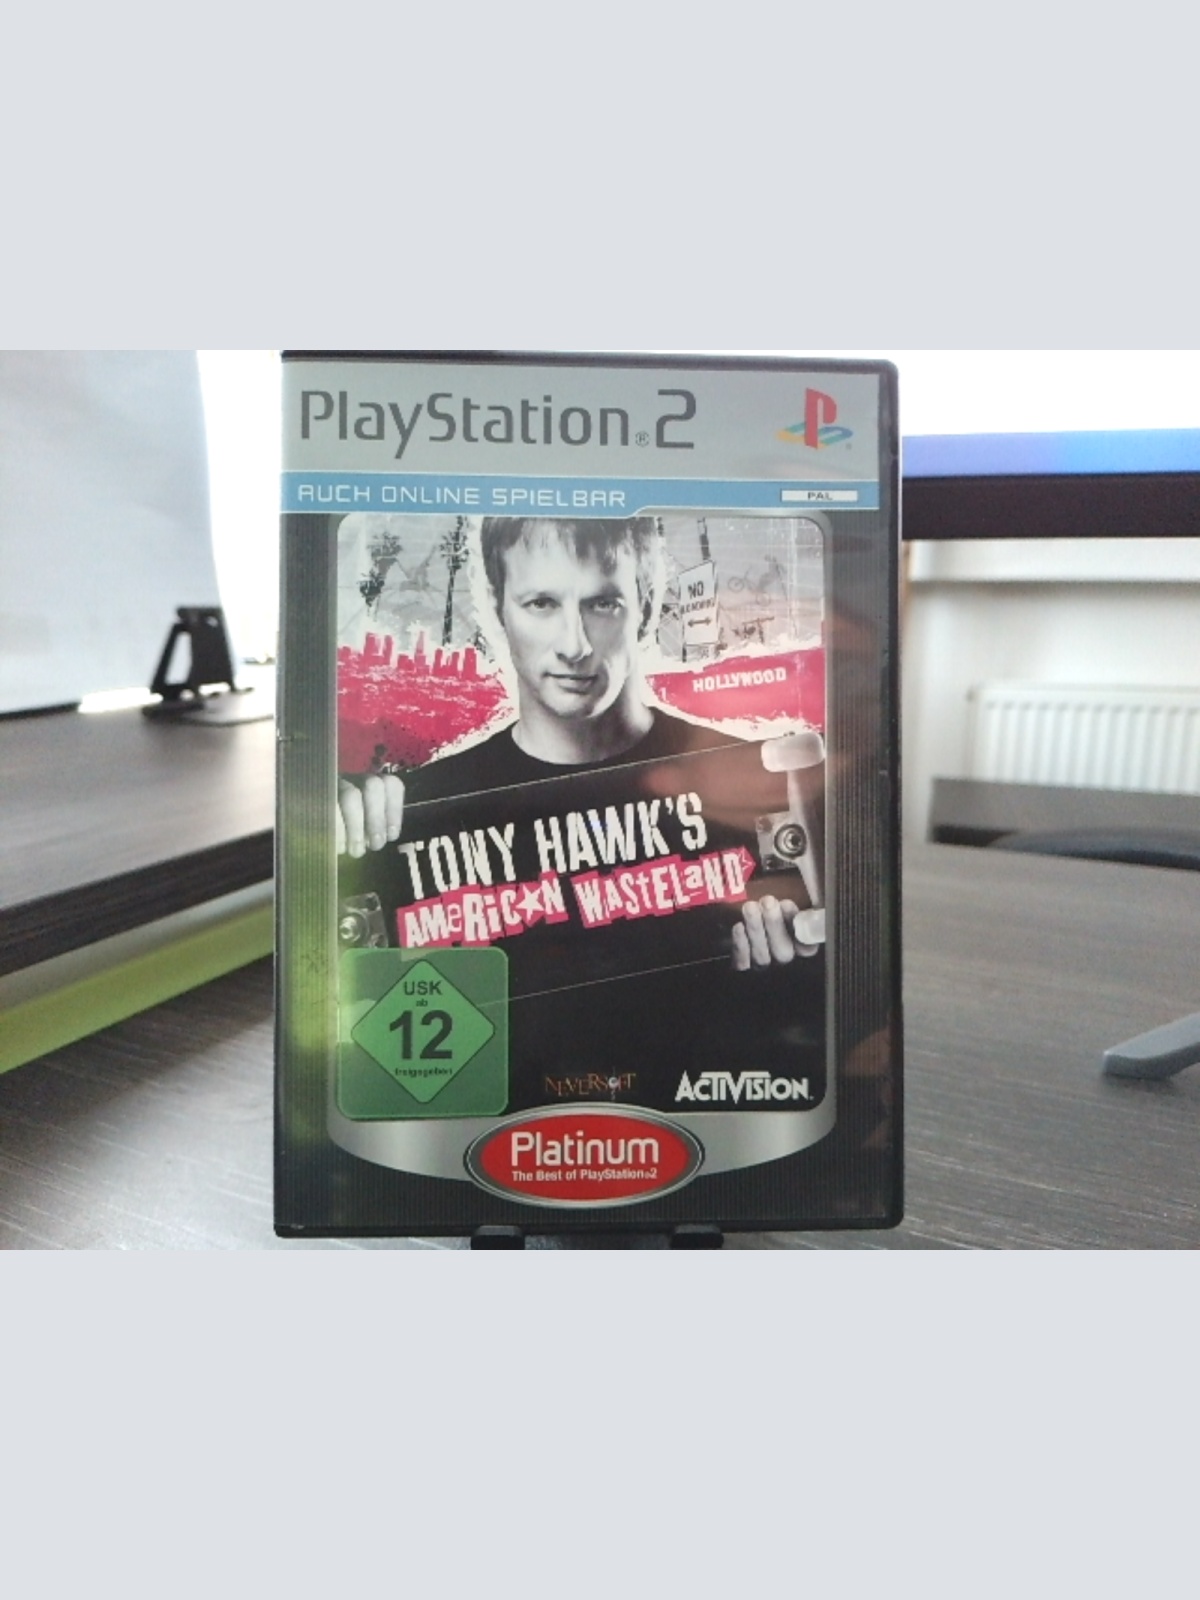 PlayStation®2
AUCH ONLINE SPIELBAR
PAL
NO
HOLLYWOOD
TONY HAWK'S
AMERICAN WASTELAND
USK
ab
12
freigegeben
NEVERSOFT
ACTIVISION
Platinum
The Best of PlayStation®2